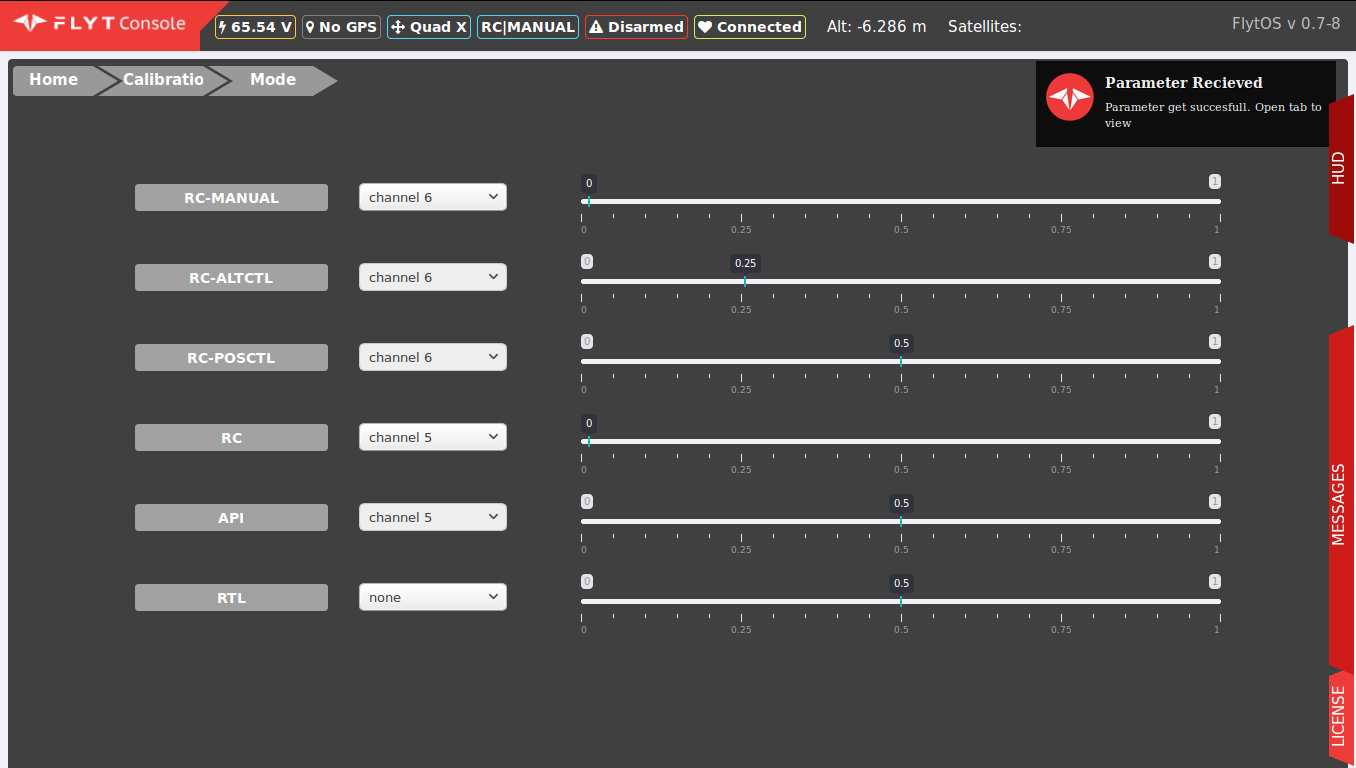 FLYT Console 65.54 V No GPS Quad X RC|MANUAL Disarmed Connected Alt: -6.286 m Satellites: FlytOS v 0.7-8
Home Calibratio Mode
Parameter Recieved
Parameter get succesfull. Open tab to
view
HUD
RC-MANUAL channel 6 0 1
0 0.25 0.5 0.75 1
RC-ALTCTL channel 6 0 0.25 1
0 0.25 0.5 0.75 1
RC-POSCTL channel 6 0 0.5 1
0 0.25 0.5 0.75 1
RC channel 5 0 1
0 0.25 0.5 0.75 1
MESSAGES
API channel 5 0 0.5 1
0 0.25 0.5 0.75 1
RTL none 0 0.5 1
0 0.25 0.5 0.75 1
LICENSE